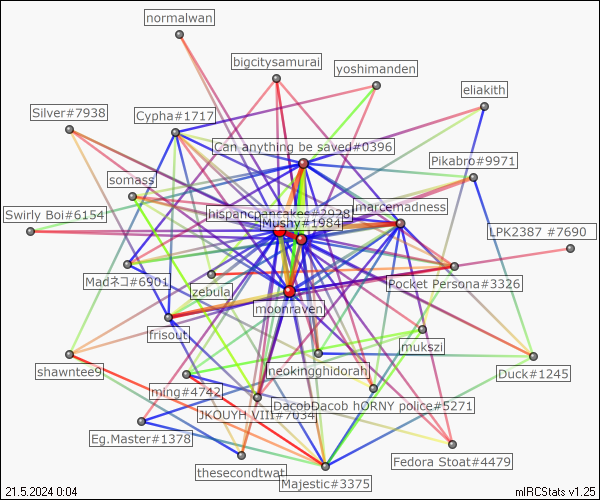 normalwan
bigcitysamurai
yoshimanden
eliakith
Silver#7938
Cypha#1717
Can anything be saved#0396
Pikabro#9971
somass
Swirly Boi#6154
hispancpancakes#2928
marcemadness
Mushy#1984
LPK2387 #7690
Madネコ#6901
zebula
Pocket Persona#3326
moonraven
frisout
mukszi
shawntee9
neokingghidorah
Duck#1245
ming#4742
JKOUYH VIII#7034
DacobDacob hORNY police#5271
Eg.Master#1378
thesecondtwat
Majestic#3375
Fedora Stoat#4479
21.5.2024 0:04
mIRCStats v1.25